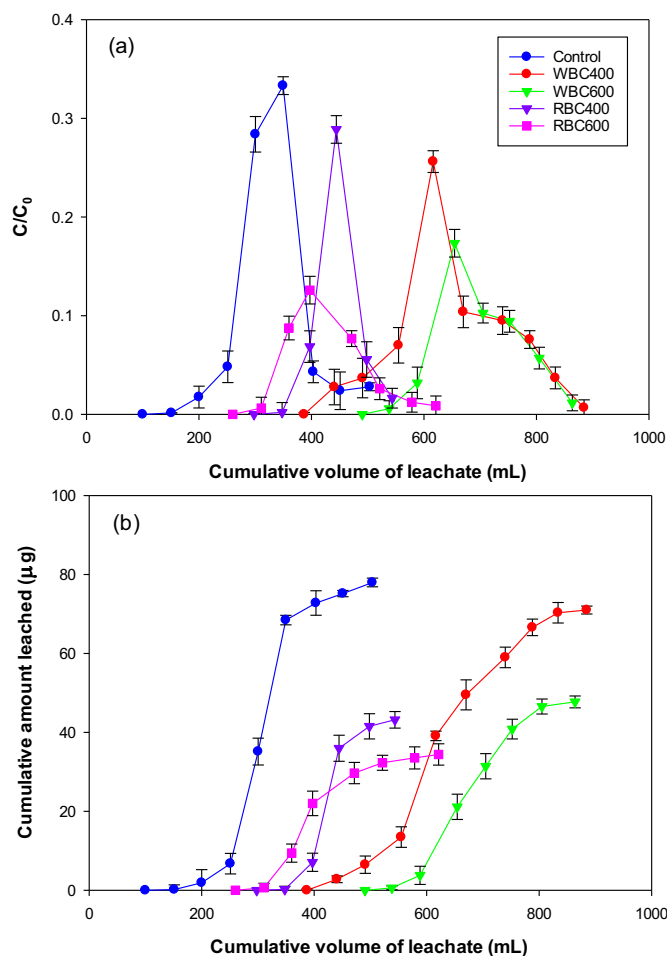 (a)
0.4
0.3
0.2
0.1
0.0
C/C0
Control
WBC400
WBC600
RBC400
RBC600
0 200 400 600 800 1000
Cumulative volume of leachate (mL)
(b)
100
80
60
40
20
0
Cumulative amount leached (μg)
0 200 400 600 800 1000
Cumulative volume of leachate (mL)